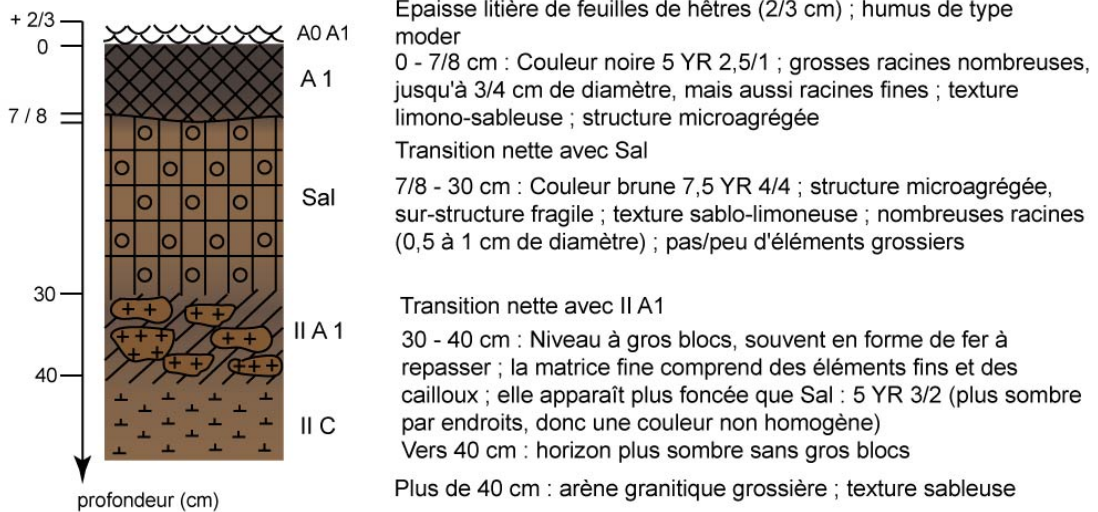 + 2/3
0
7 / 8
30
40
profondeur (cm)
A0 A1
A 1
Sal
II A 1
II C
Epaisse litière de feuilles de hêtres (2/3 cm) ; humus de type
moder
0 - 7/8 cm : Couleur noire 5 YR 2,5/1 ; grosses racines nombreuses,
jusqu'à 3/4 cm de diamètre, mais aussi racines fines ; texture
limono-sableuse ; structure microagrégée
Transition nette avec Sal
7/8 - 30 cm : Couleur brune 7,5 YR 4/4 ; structure microagrégée,
sur-structure fragile ; texture sablo-limoneuse ; nombreuses racines
(0,5 à 1 cm de diamètre) ; pas/peu d'éléments grossiers
Transition nette avec II A1
30 - 40 cm : Niveau à gros blocs, souvent en forme de fer à
repasser ; la matrice fine comprend des éléments fins et des
cailloux ; elle apparaît plus foncée que Sal : 5 YR 3/2 (plus sombre
par endroits, donc une couleur non homogène)
Vers 40 cm : horizon plus sombre sans gros blocs
Plus de 40 cm : arène granitique grossière ; texture sableuse